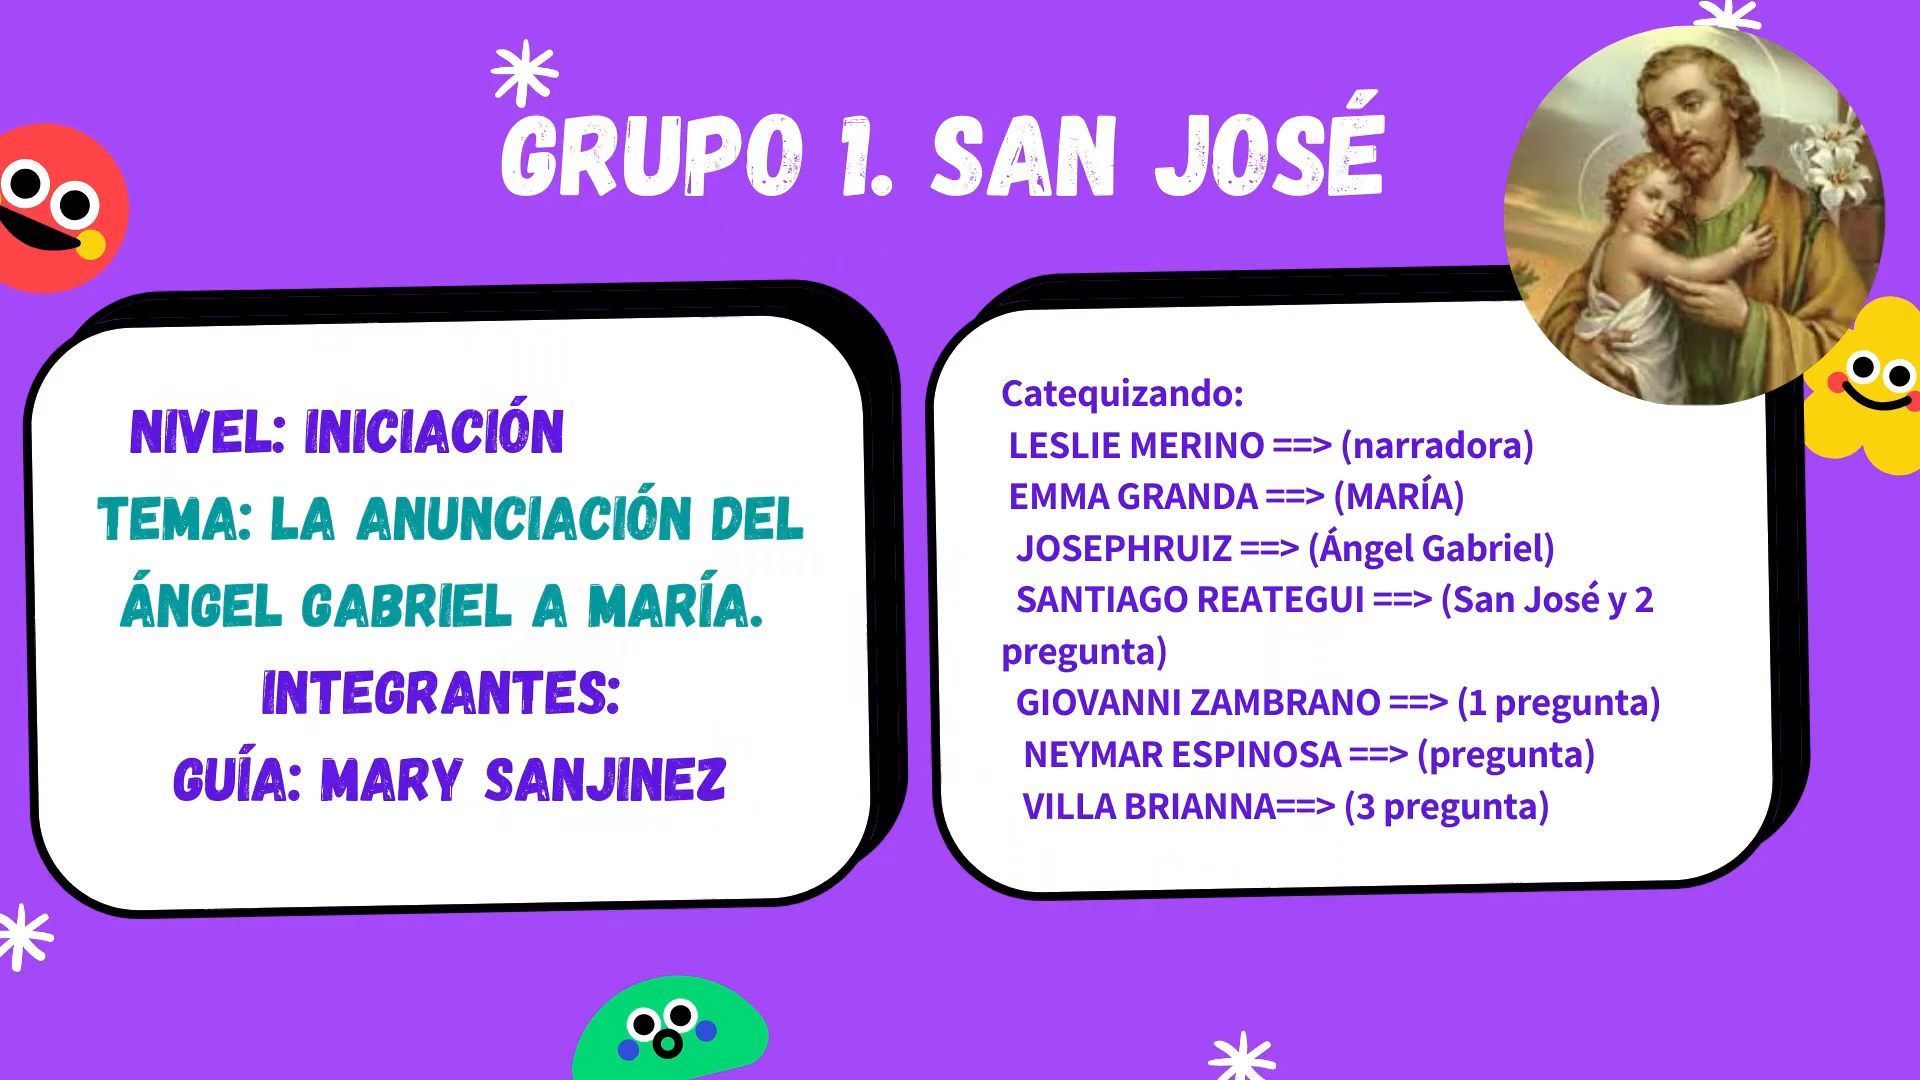 GRUPO 1. SAN JOSÉ
NIVEL: INICIACIÓN
TEMA: LA ANUNCIACIÓN DEL
ÁNGEL GABRIEL A MARÍA.
INTEGRANTES:
GUÍA: MARY SANJINEZ
Catequizando:
LESLIE MERINO ==> (narradora)
EMMA GRANDA ==> (MARÍA)
JOSEPHRUIZ ==> (Ángel Gabriel)
SANTIAGO REATEGUI ==> (San José y 2
pregunta)
GIOVANNI ZAMBRANO ==> (1 pregunta)
NEYMAR ESPINOSA ==> (pregunta)
VILLA BRIANNA==> (3 pregunta)